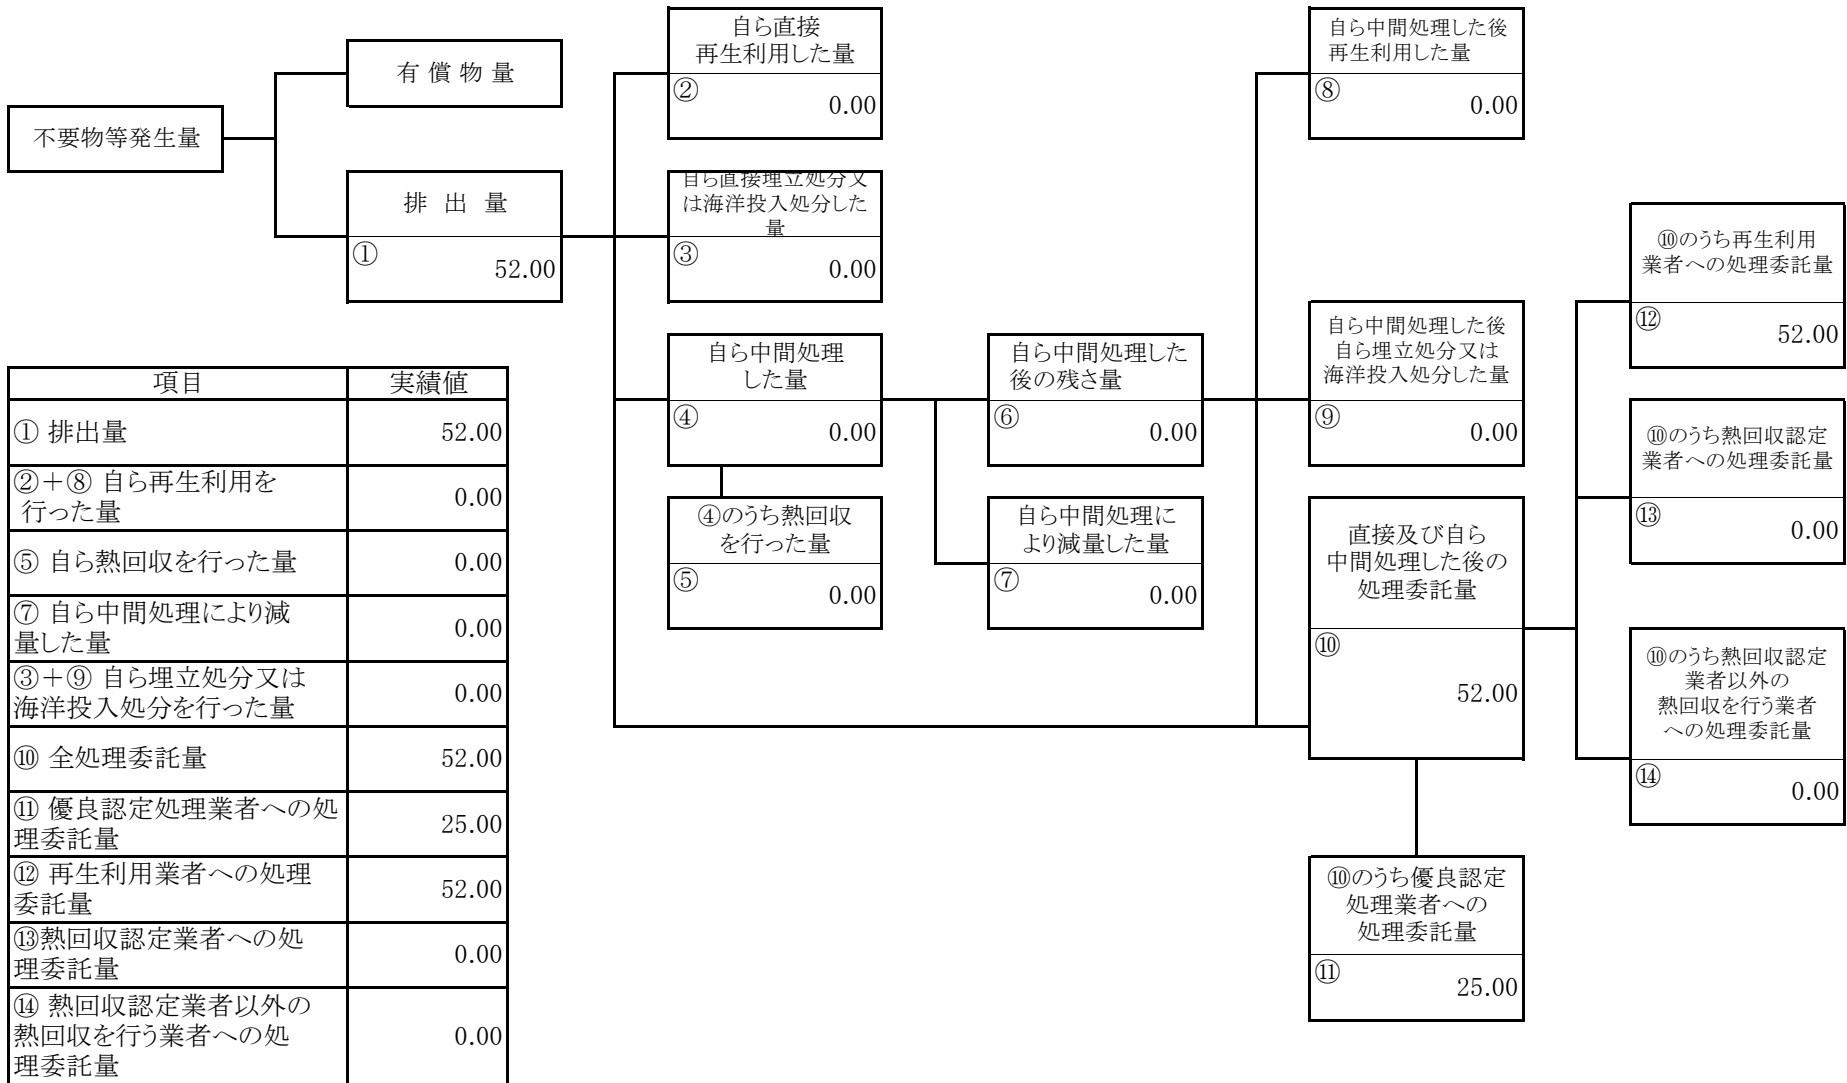 不要物等発生量
有 償 物 量
排 出 量
①
52.00
自ら直接
再生利用した量
②
0.00
自ら直接埋立処分又
は海洋投入処分した
量
③
0.00
自ら中間処理
した量
④
0.00
④のうち熱回収
を行った量
⑤
0.00
自ら中間処理した
後の残さ量
⑥
0.00
自ら中間処理に
より減量した量
⑦
0.00
自ら中間処理した後
再生利用した量
⑧
0.00
自ら中間処理した後
自ら埋立処分又は
海洋投入処分した量
⑨
0.00
直接及び自ら
中間処理した後の
処理委託量
⑩
52.00
⑩のうち優良認定
処理業者への
処理委託量
⑪
25.00
⑩のうち再生利用
業者への処理委託量
⑫
52.00
⑩のうち熱回収認定
業者への処理委託量
⑬
0.00
⑩のうち熱回収認定
業者以外の
熱回収を行う業者
への処理委託量
⑭
0.00
項目 実績値
① 排出量 52.00
②＋⑧ 自ら再生利用を
行った量 0.00
⑤ 自ら熱回収を行った量 0.00
⑦ 自ら中間処理により減
量した量 0.00
③＋⑨ 自ら埋立処分又は
海洋投入処分を行った量 0.00
⑩ 全処理委託量 52.00
⑪ 優良認定処理業者への処
理委託量 25.00
⑫ 再生利用業者への処理
委託量 52.00
⑬熱回収認定業者への処
理委託量 0.00
⑭ 熱回収認定業者以外の
熱回収を行う業者への処
理委託量 0.00